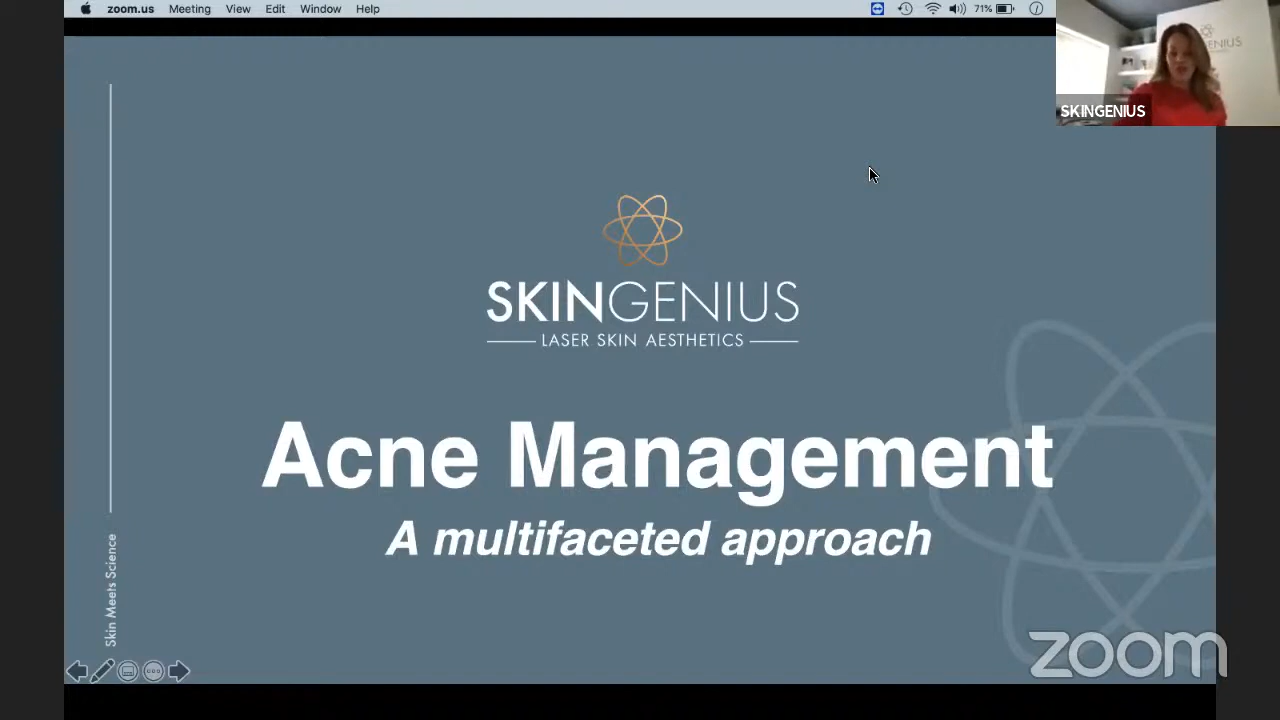 zoom.us Meeting View Edit Window Help 71%
SKINGENIUS
SKINGENIUS
LASER SKIN AESTHETICS
Acne Management
A multifaceted approach
Skin Meets Science
zoom